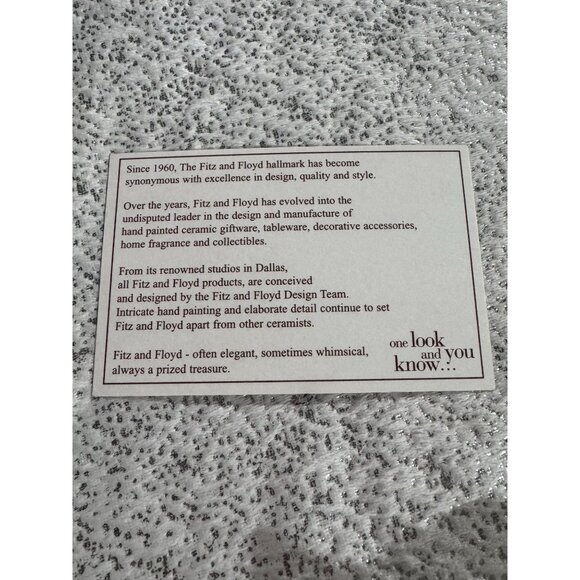 Since 1960, The Fitz and Floyd hallmark has become
synonymous with excellence in design, quality and style.
Over the years, Fitz and Floyd has evolved into the
undisputed leader in the design and manufacture of
hand painted ceramic giftware, tableware, decorative accessories,
home fragrance and collectibles.
From its renowned studios in Dallas,
all Fitz and Floyd products, are conceived
and designed by the Fitz and Floyd Design Team.
Intricate hand painting and elaborate detail continue to set
Fitz and Floyd apart from other ceramists.
Fitz and Floyd - often elegant, sometimes whimsical,
always a prized treasure.
one look
and you
know...